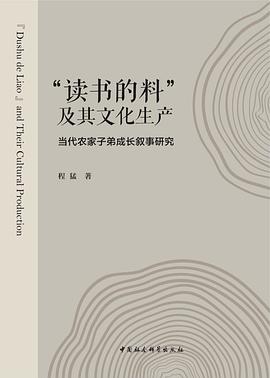 “读书的料”
及其文化生产
当代农家子弟成长叙事研究
程 猛 著
『Dushu de Liao』and Their Cultural Production
中国社会科学出版社